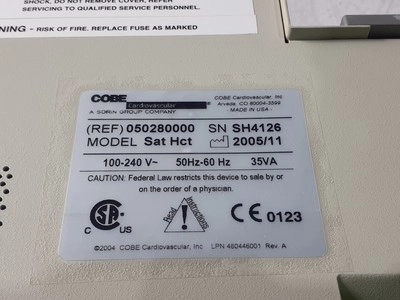 SHOCK, DO NOT REMOVE COVER, REFER
SERVICING TO QUALIFIED SERVICE PERSONNEL.
NING - RISK OF FIRE. REPLACE FUSE AS MARKED
COBE
Cardiovascular
A SORIN GROUP COMPANY
COBE Cardiovascular, Inc
Arvada, CO 80004-3599
MADE IN USA
(REF) 050280000 SN SH4126
MODEL Sat Hct 2005/11
100-240 V~ 50Hz-60 Hz 35VA
CAUTION: Federal Law restricts this device to sale by or
on the order of a physician.
CSA
Read Instructions
CE 0123
©2004 COBE Cardiovascular, Inc LPN 460446001 Rev. A